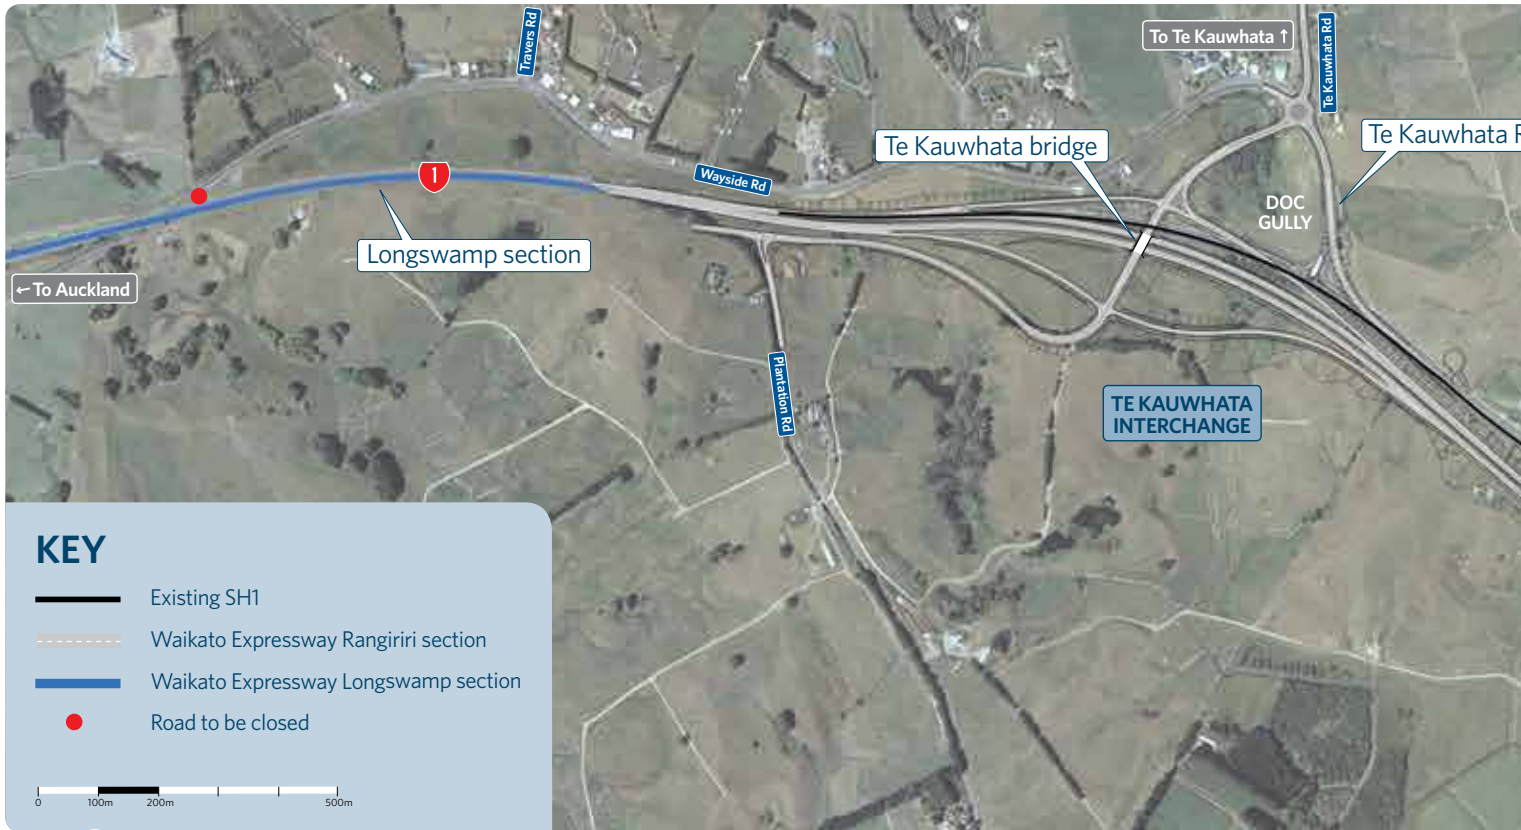 Travers Rd
To Te Kauwhata ↑
Te Kauwhata Rd
Te Kauwhata bridge
Te Kauwhata R
1
Wayside Rd
DOC
GULLY
Longswamp section
← To Auckland
Plantation Rd
TE KAUWHATA
INTERCHANGE
KEY
Existing SH1
Waikato Expressway Rangiriri section
Waikato Expressway Longswamp section
Road to be closed
0 100m 200m 500m